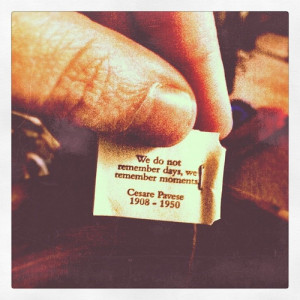 We do not
remember days, we
remember moments.
Cesare Pavese
1908 - 1950